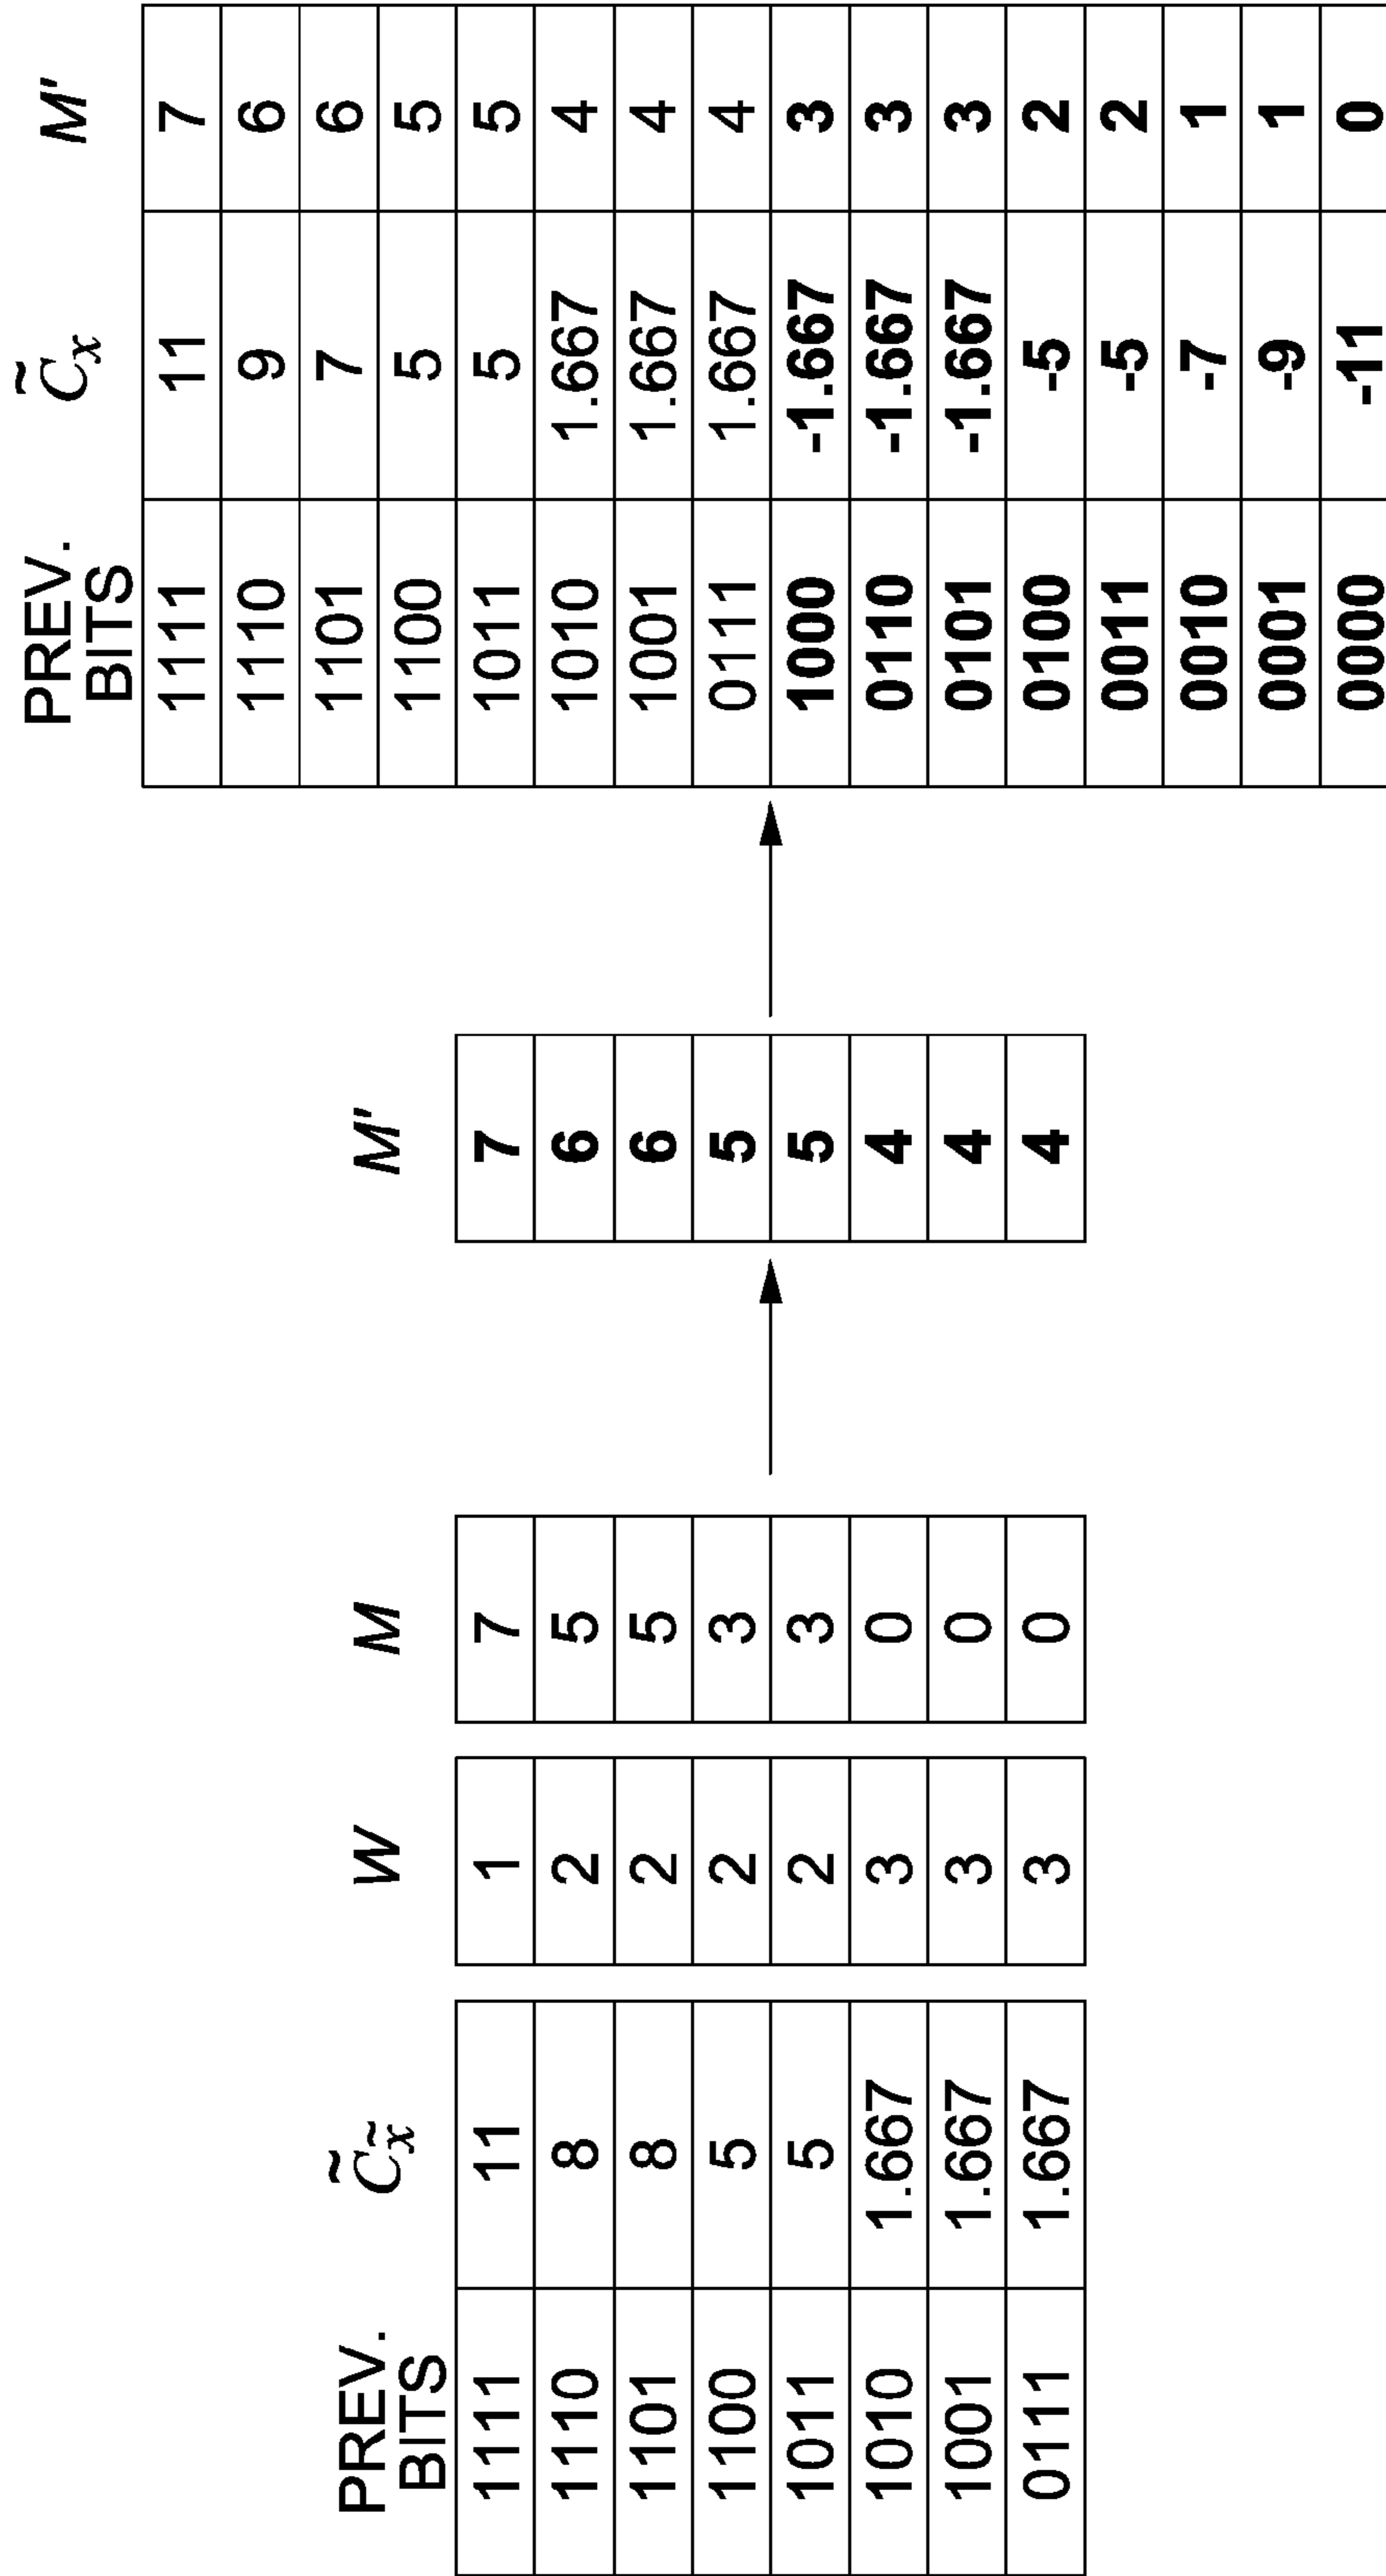 PREV. BITS C̃x̃ W M
1111 11 1 7
1110 8 2 5
1101 8 2 5
1100 5 2 3
1011 5 2 3
1010 1.667 3 0
1001 1.667 3 0
0111 1.667 3 0
M'
7
6
6
5
5
4
4
4
PREV. BITS C̃x M'
1111 11 7
1110 9 6
1101 7 6
1100 5 5
1011 5 5
1010 1.667 4
1001 1.667 4
0111 1.667 4
1000 -1.667 3
0110 -1.667 3
0101 -1.667 3
0100 -5 2
0011 -5 2
0010 -7 1
0001 -9 1
0000 -11 0